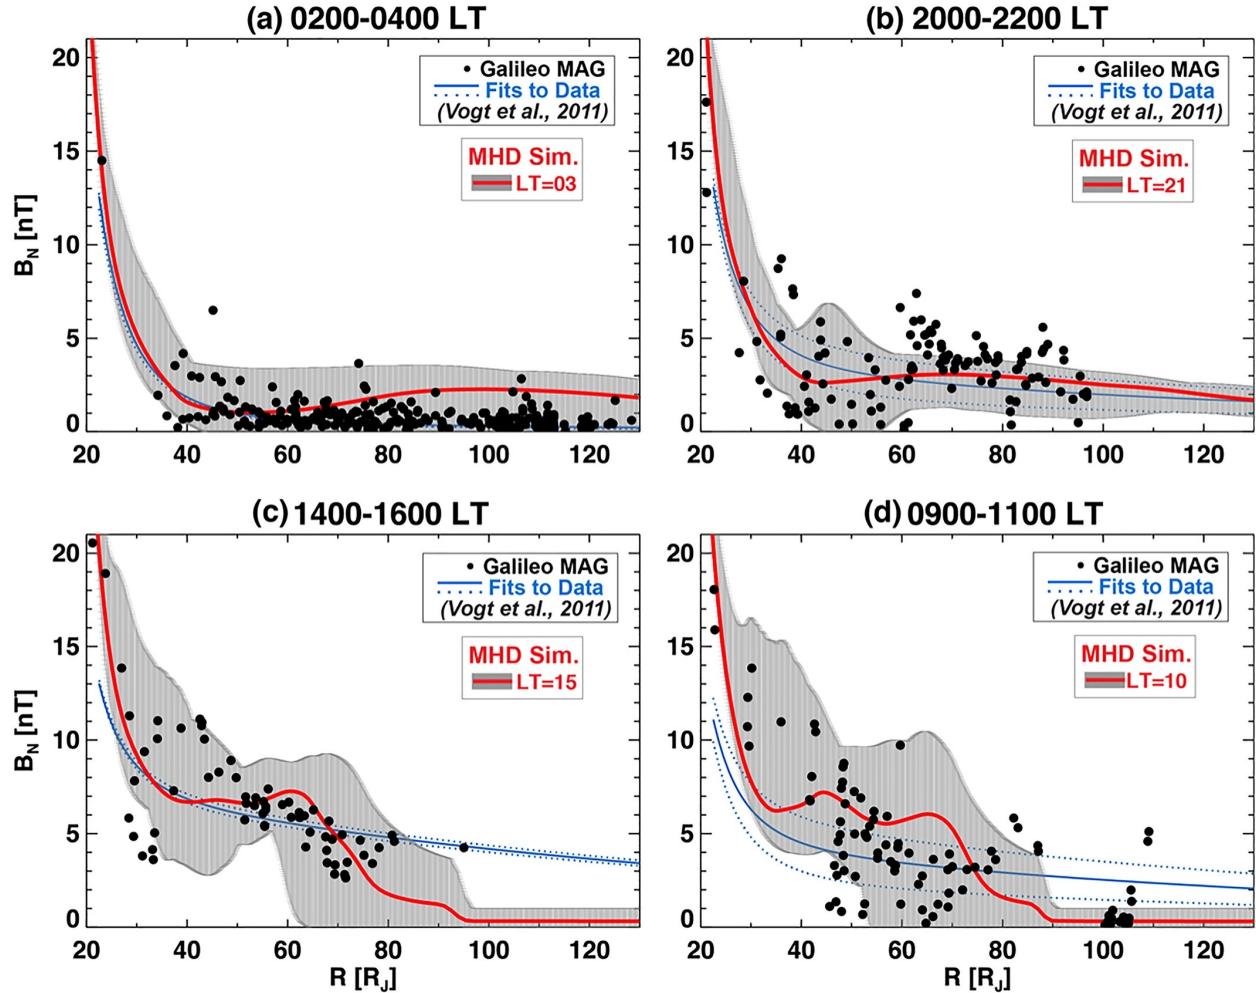 (a) 0200-0400 LT
20
15
10
5
0
B_N [nT]
20 40 60 80 100 120
Galileo MAG
Fits to Data
(Vogt et al., 2011)
MHD Sim.
LT=03
(b) 2000-2200 LT
20
15
10
5
0
20 40 60 80 100 120
Galileo MAG
Fits to Data
(Vogt et al., 2011)
MHD Sim.
LT=21
(c) 1400-1600 LT
20
15
10
5
0
B_N [nT]
20 40 60 80 100 120
R [R_J]
Galileo MAG
Fits to Data
(Vogt et al., 2011)
MHD Sim.
LT=15
(d) 0900-1100 LT
20
15
10
5
0
20 40 60 80 100 120
R [R_J]
Galileo MAG
Fits to Data
(Vogt et al., 2011)
MHD Sim.
LT=10